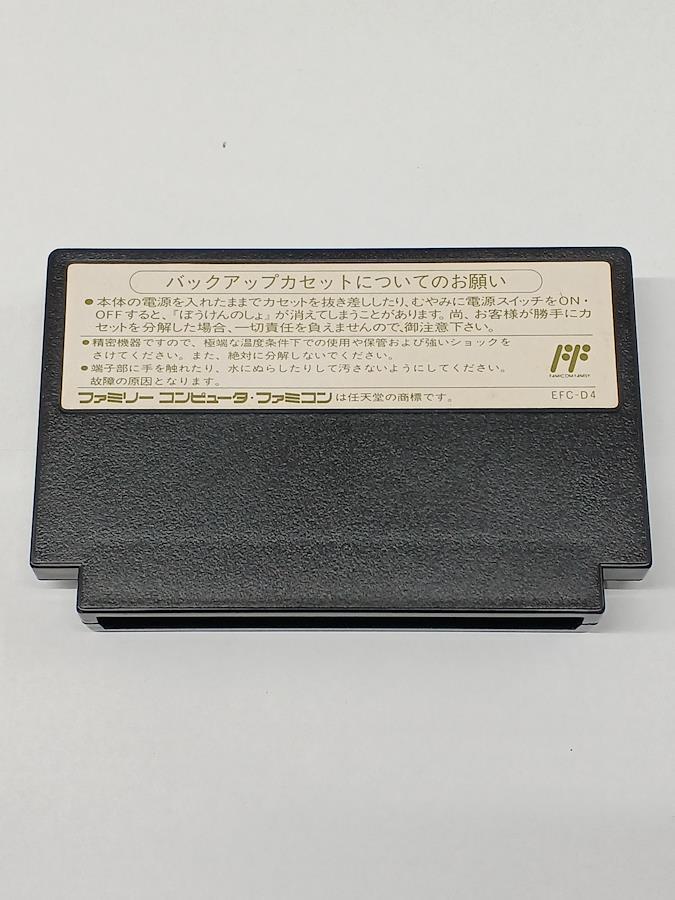 バックアップカセットについてのお願い
●本体の電源を入れたままでカセットを抜き差ししたり、むやみに電源スイッチをON・
OFFすると、『ぼうけんのしょ』が消えてしまうことがあります。尚、お客様が勝手にカ
セットを分解した場合、一切責任を負えませんので、御注意下さい。
●精密機器ですので、極端な温度条件下での使用や保管および強いショックを
さけてください。また、絶対に分解しないでください。
●端子部に手を触れたり、水にぬらしたりして汚さないようにしてください。
故障の原因となります。
FAMICOM FAMILY
ファミリー コンピュータ・ファミコンは任天堂の商標です。
EFC-D4